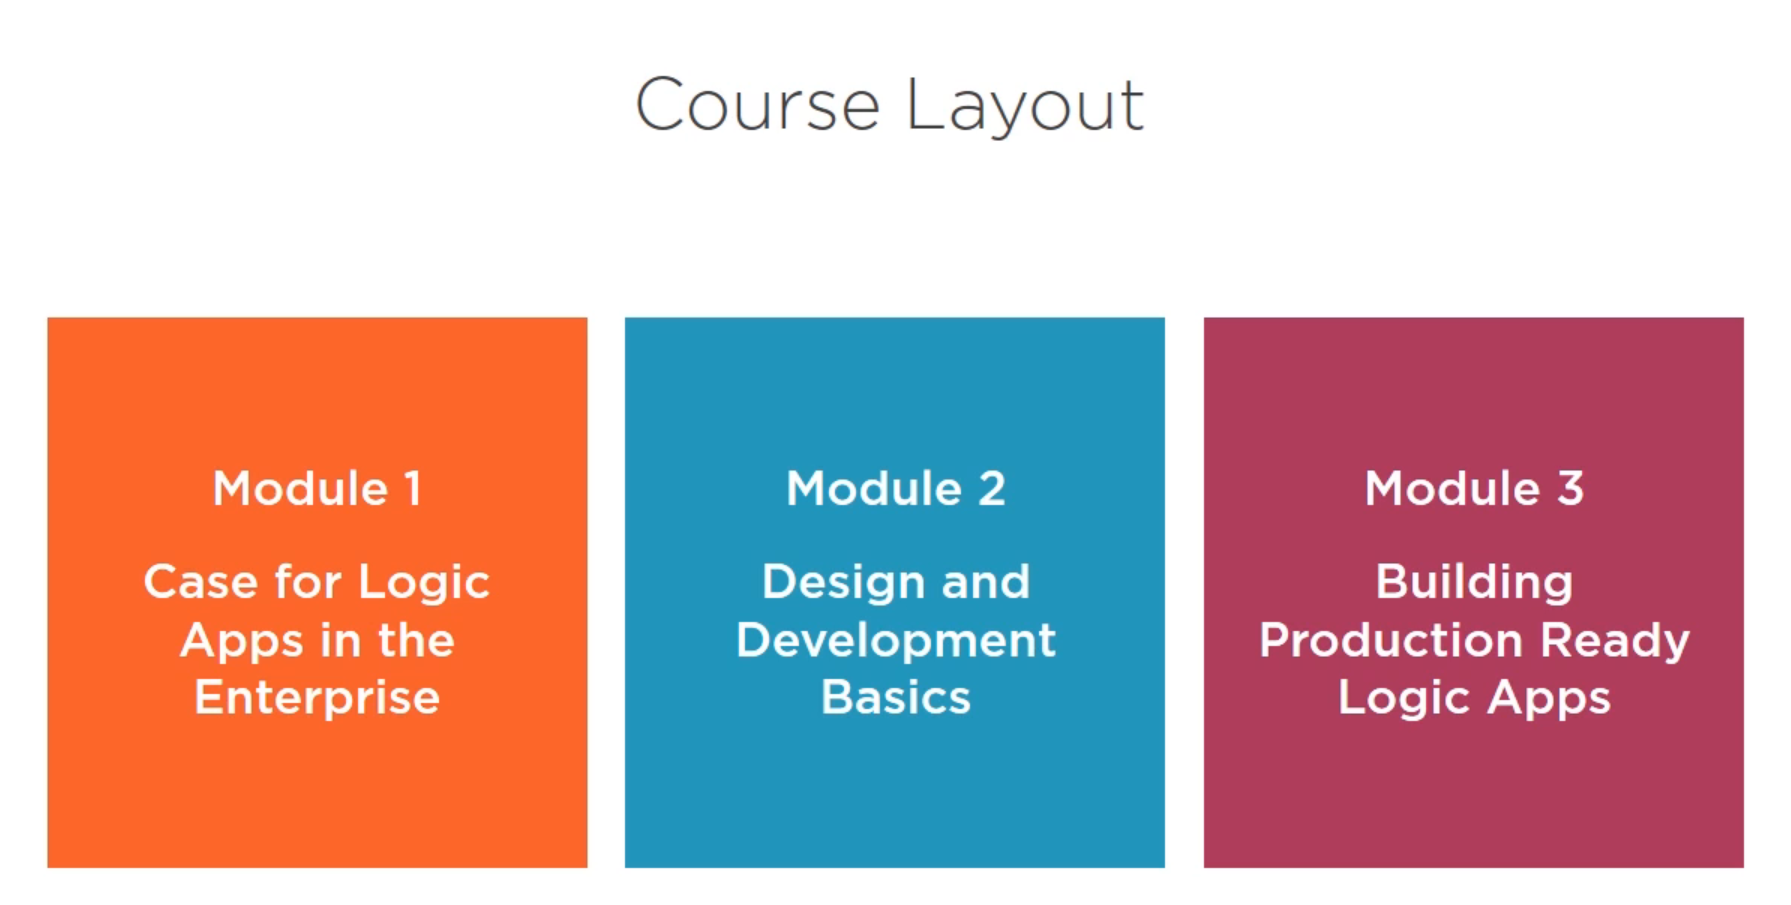 Course Layout
Module 1
Case for Logic
Apps in the
Enterprise
Module 2
Design and
Development
Basics
Module 3
Building
Production Ready
Logic Apps